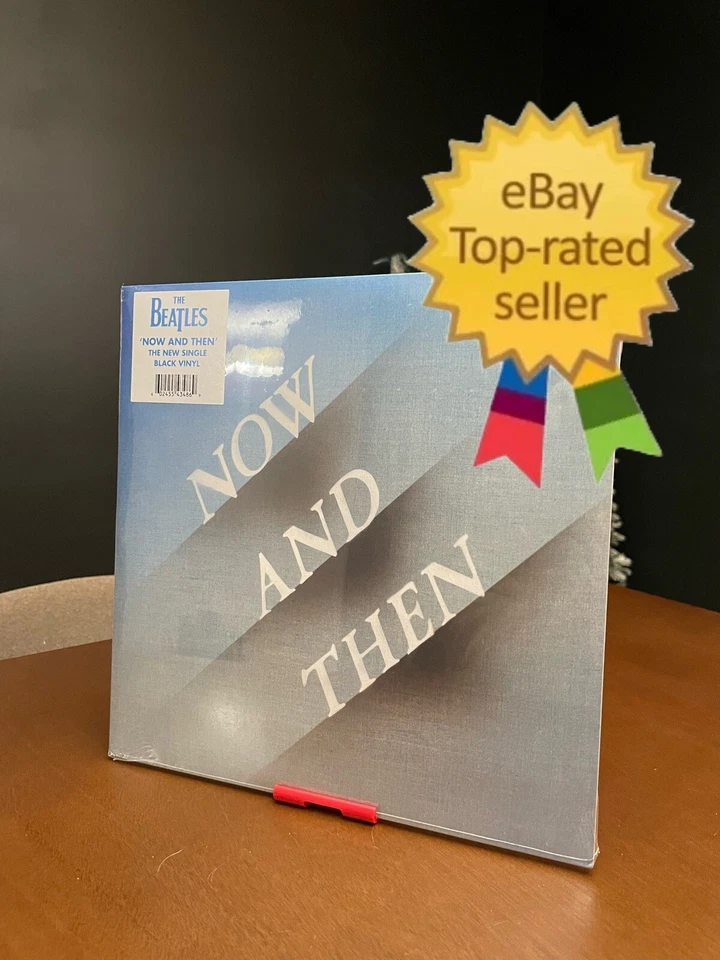 eBay
Top-rated
seller
THE
BEATLES
'NOW AND THEN'
THE NEW SINGLE
BLACK VINYL
NOW
AND
THEN